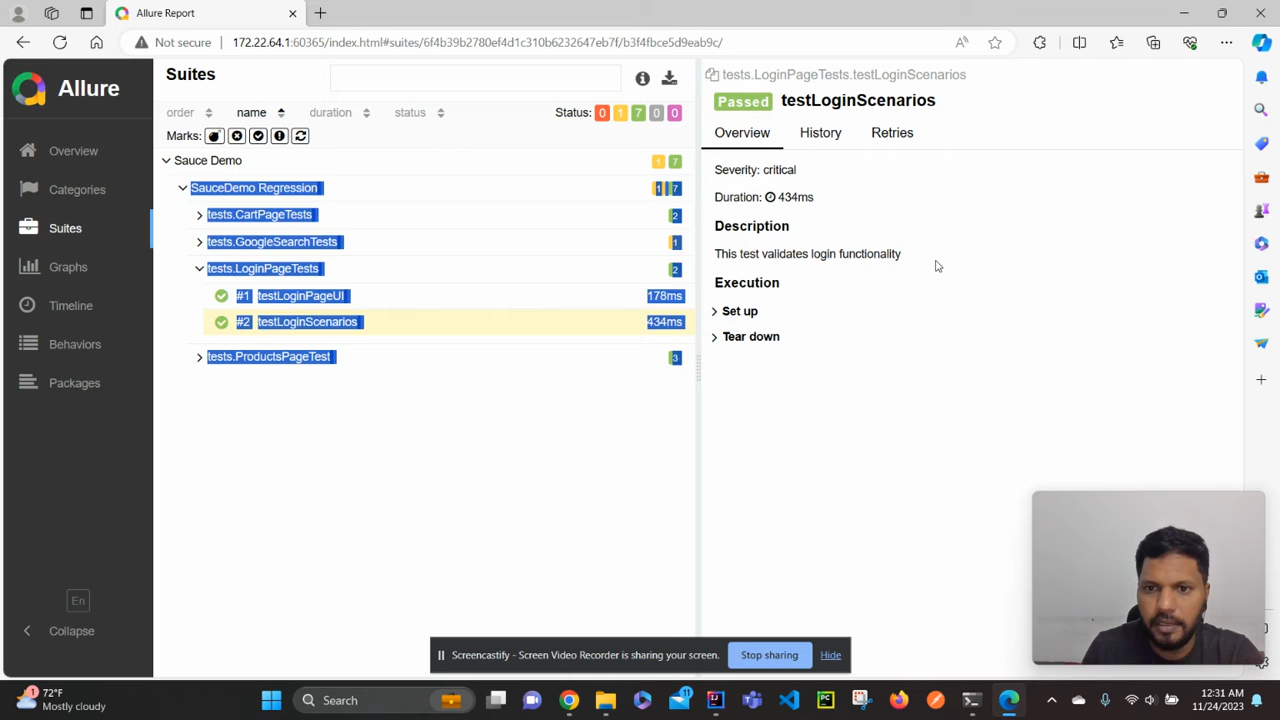 Allure Report
Not secure
172.22.64.1:60365/index.html#suites/6f4b39b2780ef4d1c310b6232647eb7f/b3f4fbce5d9eab9c/
Allure
Overview
Categories
Suites
Graphs
Timeline
Behaviors
Packages
En
Collapse
Suites
order name duration status Status: 0 1 7 0 0
Marks:
Sauce Demo 1 7
SauceDemo Regression 1 7
tests.CartPageTests 2
tests.GoogleSearchTests 1
tests.LoginPageTests 2
#1 testLoginPageUI 178ms
#2 testLoginScenarios 434ms
tests.ProductsPageTest 3
tests.LoginPageTests.testLoginScenarios
Passed testLoginScenarios
Overview History Retries
Severity: critical
Duration: 434ms
Description
This test validates login functionality
Execution
Set up
Tear down
Screencastify - Screen Video Recorder is sharing your screen. Stop sharing Hide
1 72°F
Mostly cloudy
Search
11
PC
12:31 AM
11/24/2023